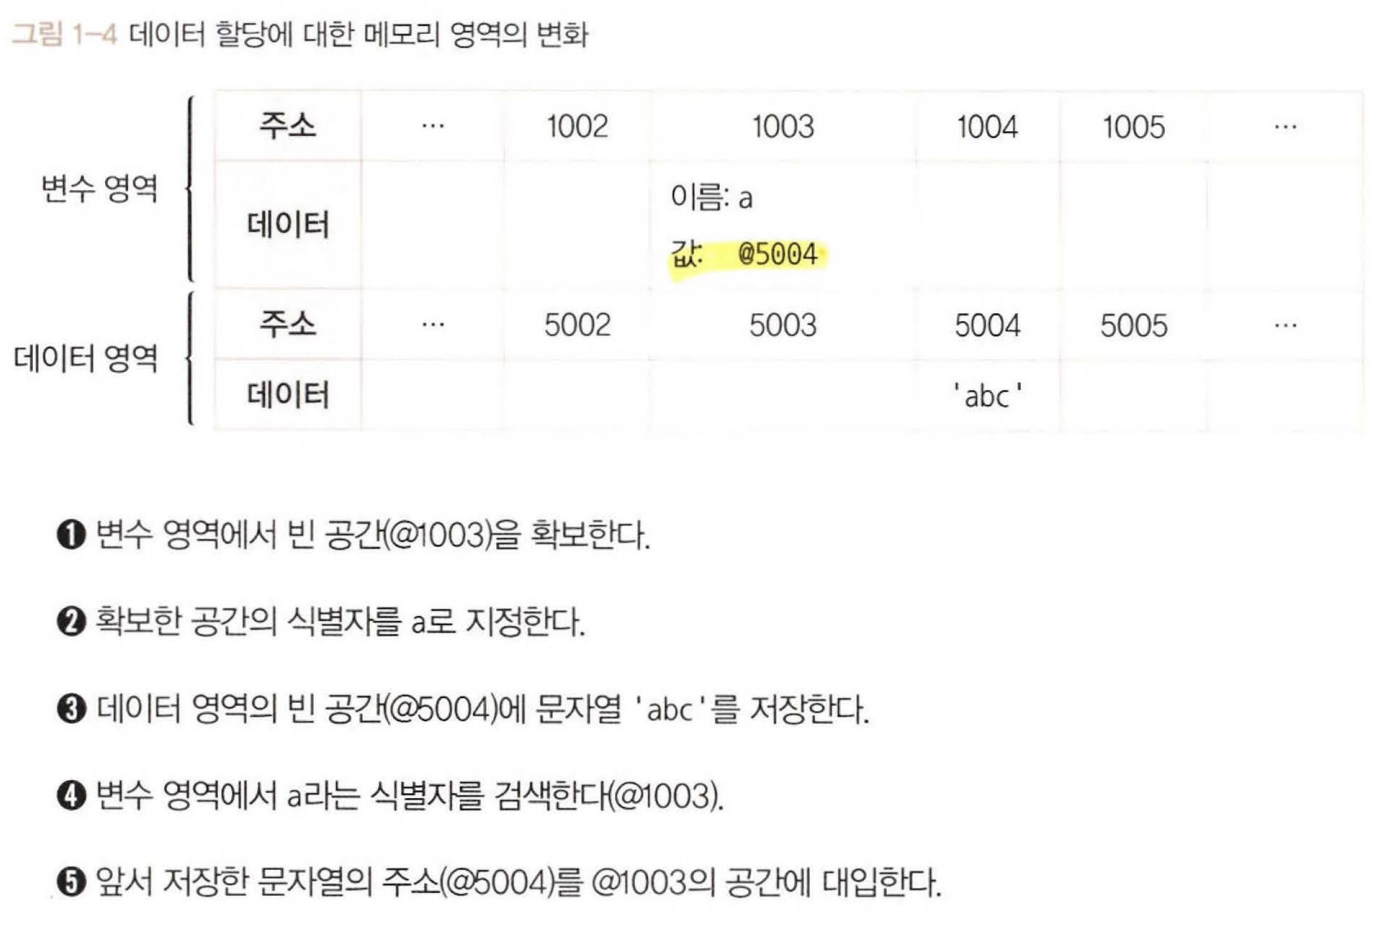 그림 1-4 데이터 할당에 대한 메모리 영역의 변화
주소 … 1002 1003 1004 1005 …
변수 영역
이름: a
데이터
값: @5004
주소 … 5002 5003 5004 5005 …
데이터 영역
데이터 'abc'
❶ 변수 영역에서 빈 공간(@1003)을 확보한다.
❷ 확보한 공간의 식별자를 a로 지정한다.
❸ 데이터 영역의 빈 공간(@5004)에 문자열 'abc'를 저장한다.
❹ 변수 영역에서 a라는 식별자를 검색한다(@1003).
❺ 앞서 저장한 문자열의 주소(@5004)를 @1003의 공간에 대입한다.